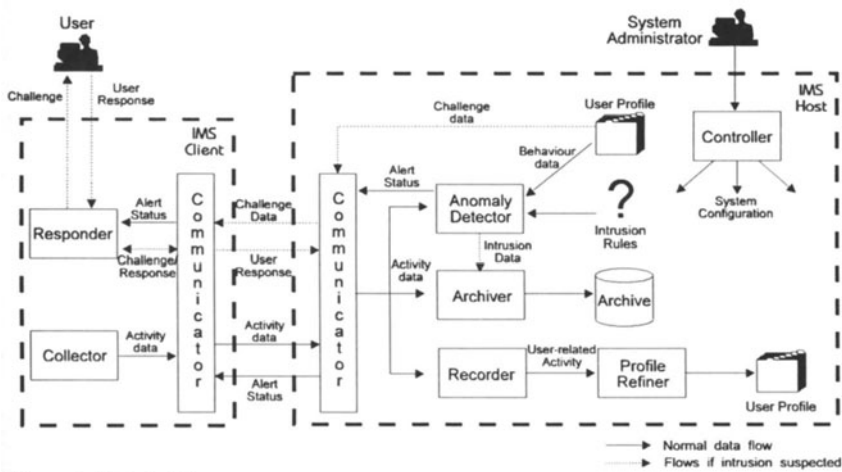 User
System
Administrator
Challenge
User
Response
IMS
Client
IMS
Host
Challenge
data
User Profile
Controller
Behaviour
data
Alert
Status
Alert
Status
Challenge
Data
Communicator
Communicator
Anomaly
Detector
?
System
Configuration
Responder
Intrusion
Rules
Challenge/
Response
User
Response
Intrusion
Data
Activity
data
Archiver
Archive
Collector
Activity
data
Activity
data
User-related
Activity
Recorder
Profile
Refiner
Alert
Status
User Profile
Normal data flow
Flows if intrusion suspected